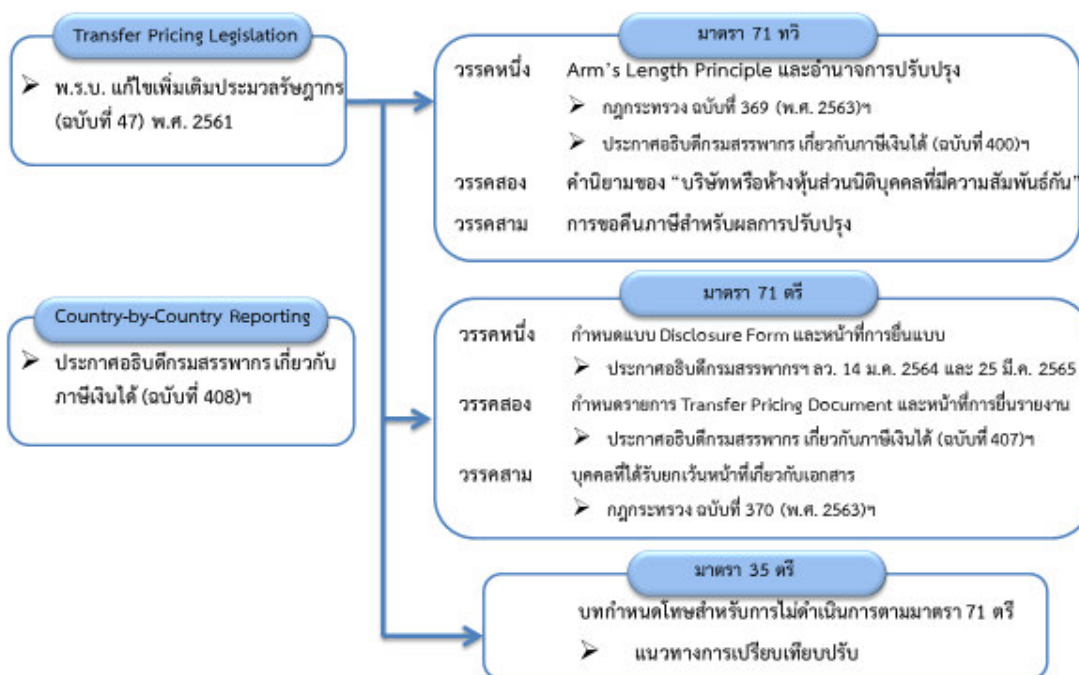 Transfer Pricing Legislation
➤ พ.ร.บ. แก้ไขเพิ่มเติมประมวลรัษฎากร
(ฉบับที่ 47) พ.ศ. 2561
Country-by-Country Reporting
➤ ประกาศอธิบดีกรมสรรพากร เกี่ยวกับ
ภาษีเงินได้ (ฉบับที่ 408)ฯ
มาตรา 71 ทวิ
วรรคหนึ่ง Arm's Length Principle และอำนาจการปรับปรุง
➤ กฎกระทรวง ฉบับที่ 369 (พ.ศ. 2563)ฯ
➤ ประกาศอธิบดีกรมสรรพากร เกี่ยวกับภาษีเงินได้ (ฉบับที่ 400)ฯ
วรรคสอง คำนิยามของ “บริษัทหรือห้างหุ้นส่วนนิติบุคคลที่มีความสัมพันธ์กัน”
วรรคสาม การขอคืนภาษีสำหรับผลการปรับปรุง
มาตรา 71 ตรี
วรรคหนึ่ง กำหนดแบบ Disclosure Form และหน้าที่การยื่นแบบ
➤ ประกาศอธิบดีกรมสรรพากรฯ ลว. 14 ม.ค. 2564 และ 25 มี.ค. 2565
วรรคสอง กำหนดรายการ Transfer Pricing Document และหน้าที่การยื่นรายงาน
➤ ประกาศอธิบดีกรมสรรพากร เกี่ยวกับภาษีเงินได้ (ฉบับที่ 407)ฯ
วรรคสาม บุคคลที่ได้รับยกเว้นหน้าที่เกี่ยวกับเอกสาร
➤ กฎกระทรวง ฉบับที่ 370 (พ.ศ. 2563)ฯ
มาตรา 35 ตรี
บทกำหนดโทษสำหรับการไม่ดำเนินการตามมาตรา 71 ตรี
➤ แนวทางการเปรียบเทียบปรับ